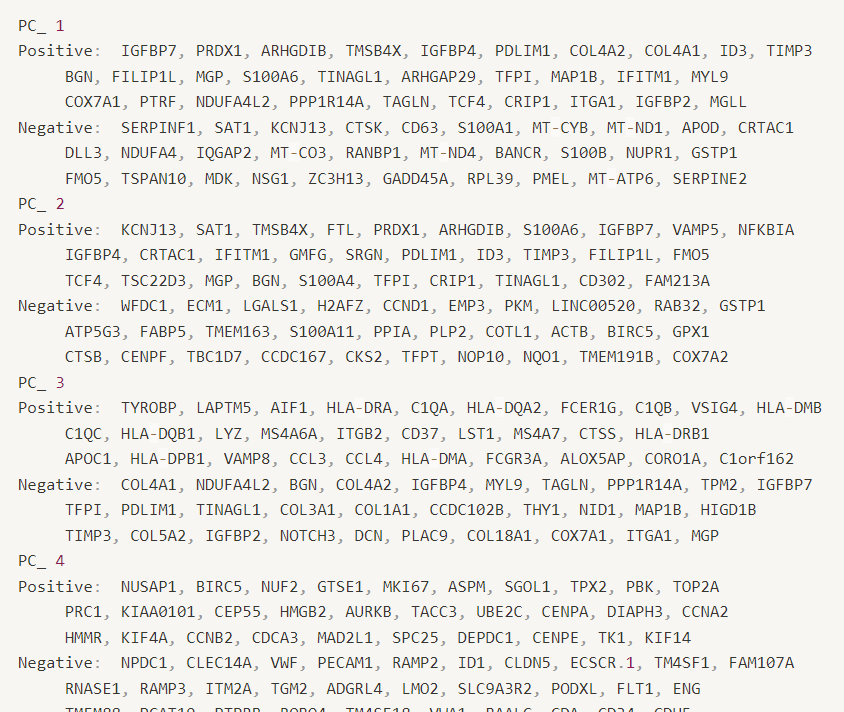 PC_ 1
Positive:  IGFBP7, PRDX1, ARHGDIB, TMSB4X, IGFBP4, PDLIM1, COL4A2, COL4A1, ID3, TIMP3
BGN, FILIP1L, MGP, S100A6, TINAGL1, ARHGAP29, TFPI, MAP1B, IFITM1, MYL9
COX7A1, PTRF, NDUFA4L2, PPP1R14A, TAGLN, TCF4, CRIP1, ITGA1, IGFBP2, MGLL
Negative:  SERPINF1, SAT1, KCNJ13, CTSK, CD63, S100A1, MT-CYB, MT-ND1, APOD, CRTAC1
DLL3, NDUFA4, IQGAP2, MT-CO3, RANBP1, MT-ND4, BANCR, S100B, NUPR1, GSTP1
FMO5, TSPAN10, MDK, NSG1, ZC3H13, GADD45A, RPL39, PMEL, MT-ATP6, SERPINE2
PC_ 2
Positive:  KCNJ13, SAT1, TMSB4X, FTL, PRDX1, ARHGDIB, S100A6, IGFBP7, VAMP5, NFKBIA
IGFBP4, CRTAC1, IFITM1, GMFG, SRGN, PDLIM1, ID3, TIMP3, FILIP1L, FMO5
TCF4, TSC22D3, MGP, BGN, S100A4, TFPI, CRIP1, TINAGL1, CD302, FAM213A
Negative:  WFDC1, ECM1, LGALS1, H2AFZ, CCND1, EMP3, PKM, LINC00520, RAB32, GSTP1
ATP5G3, FABP5, TMEM163, S100A11, PPIA, PLP2, COTL1, ACTB, BIRC5, GPX1
CTSB, CENPF, TBC1D7, CCDC167, CKS2, TFPT, NOP10, NQO1, TMEM191B, COX7A2
PC_ 3
Positive:  TYROBP, LAPTM5, AIF1, HLA-DRA, C1QA, HLA-DQA2, FCER1G, C1QB, VSIG4, HLA-DMB
C1QC, HLA-DQB1, LYZ, MS4A6A, ITGB2, CD37, LST1, MS4A7, CTSS, HLA-DRB1
APOC1, HLA-DPB1, VAMP8, CCL3, CCL4, HLA-DMA, FCGR3A, ALOX5AP, CORO1A, C1orf162
Negative:  COL4A1, NDUFA4L2, BGN, COL4A2, IGFBP4, MYL9, TAGLN, PPP1R14A, TPM2, IGFBP7
TFPI, PDLIM1, TINAGL1, COL3A1, COL1A1, CCDC102B, THY1, NID1, MAP1B, HIGD1B
TIMP3, COL5A2, IGFBP2, NOTCH3, DCN, PLAC9, COL18A1, COX7A1, ITGA1, MGP
PC_ 4
Positive:  NUSAP1, BIRC5, NUF2, GTSE1, MKI67, ASPM, SGOL1, TPX2, PBK, TOP2A
PRC1, KIAA0101, CEP55, HMGB2, AURKB, TACC3, UBE2C, CENPA, DIAPH3, CCNA2
HMMR, KIF4A, CCNB2, CDCA3, MAD2L1, SPC25, DEPDC1, CENPE, TK1, KIF14
Negative:  NPDC1, CLEC14A, VWF, PECAM1, RAMP2, ID1, CLDN5, ECSCR.1, TM4SF1, FAM107A
RNASE1, RAMP3, ITM2A, TGM2, ADGRL4, LMO2, SLC9A3R2, PODXL, FLT1, ENG